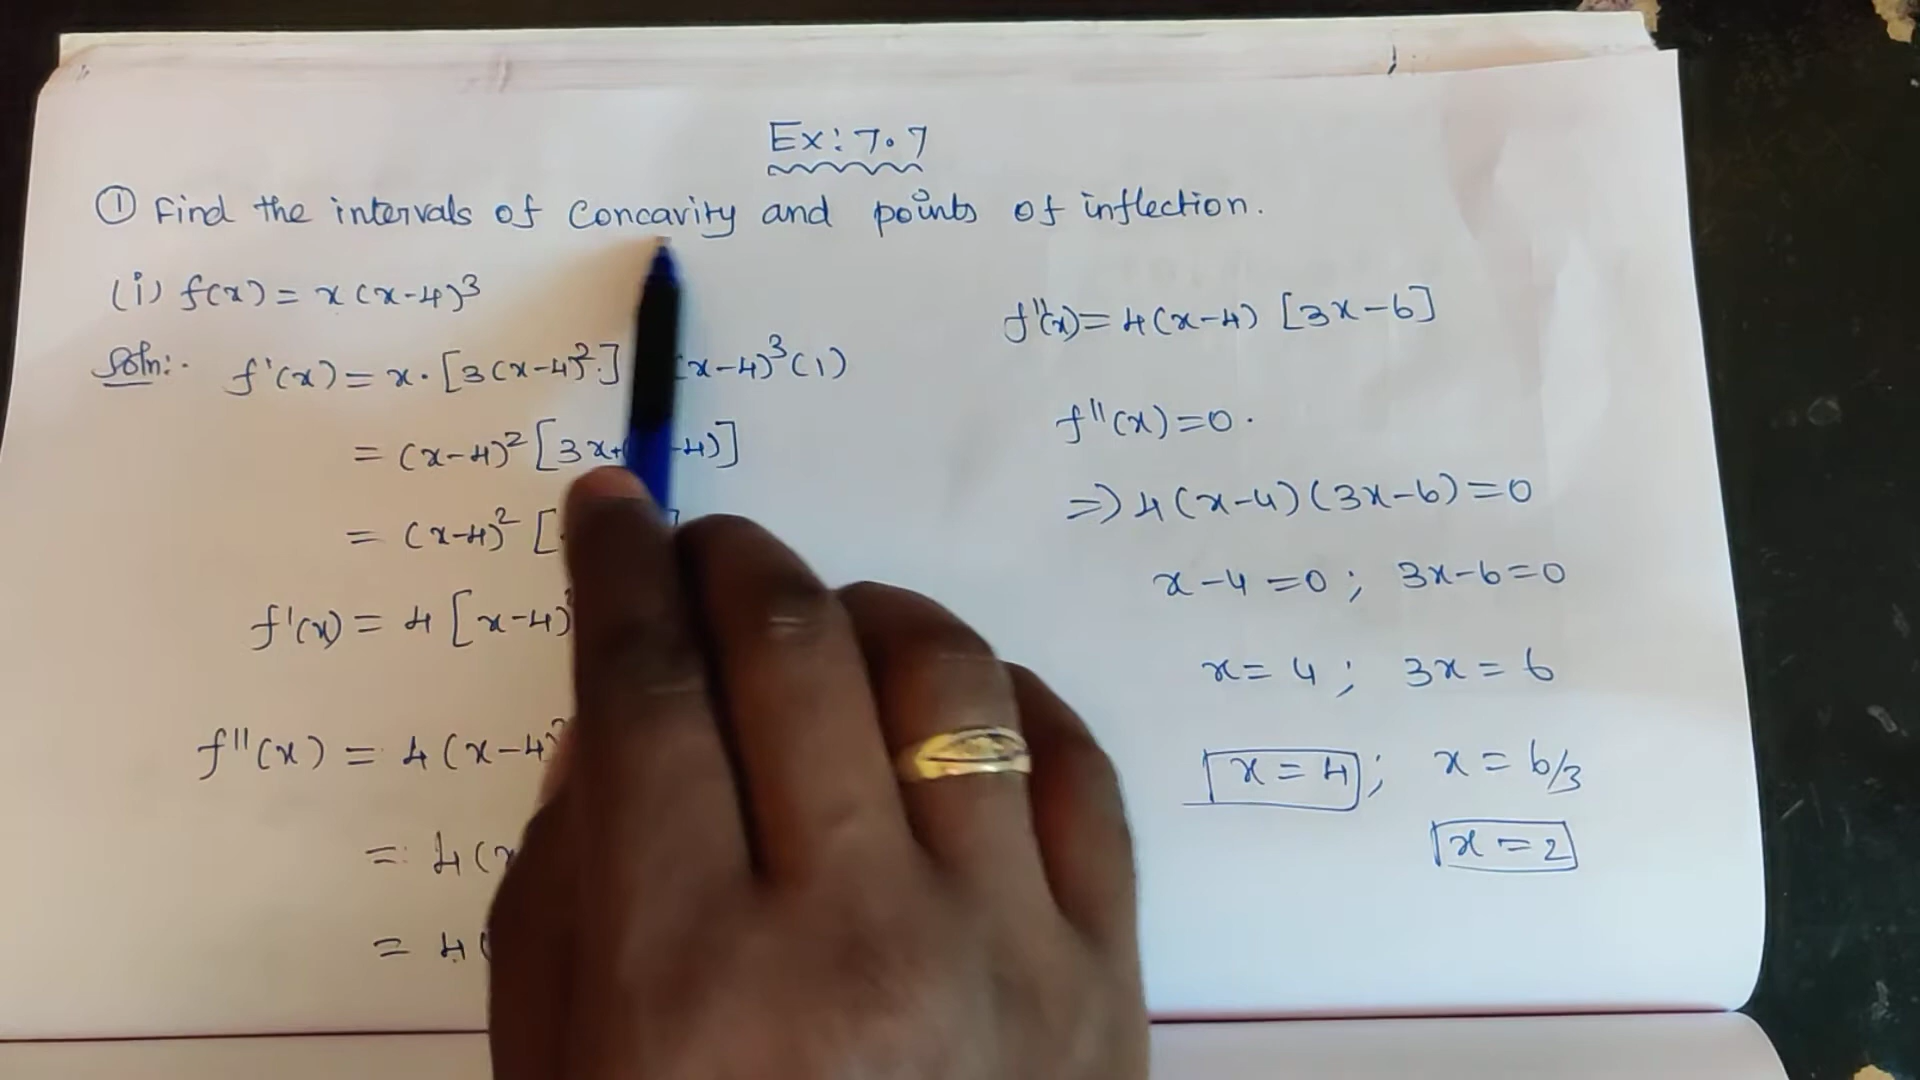 Ex: 7.7
① Find the intervals of concavity and points of inflection.
(i) f(x) = x(x-4)³
Soln:- f'(x) = x·[3(x-4)²] (x-4)³(1)
= (x-4)² [3x+ -4)]
= (x-4)² [
f'(x) = 4 [x-4)
f''(x) = 4(x-4)
= 4(x
= 4(
f''(x) = 4(x-4) [3x-6]
f''(x) = 0.
⇒ 4(x-4)(3x-6) = 0
x-4 = 0 ; 3x-6 = 0
x = 4 ; 3x = 6
x = 4 ; x = 6/3
x = 2